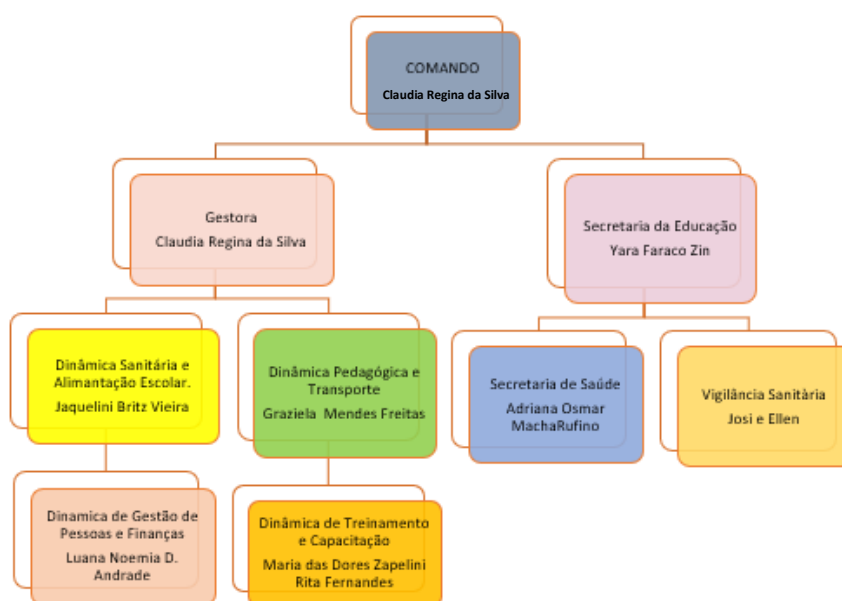 COMANDO
Claudia Regina da Silva
Gestora
Claudia Regina da Silva
Secretaria da Educação
Yara Faraco Zin
Dinâmica Sanitária e
Alimantação Escolar.
Jaquelini Britz Vieira
Dinâmica Pedagógica e
Transporte
Graziela Mendes Freitas
Secretaria de Saúde
Adriana Osmar
MachaRufino
Vigilância Sanitària
Josi e Ellen
Dinamica de Gestão de
Pessoas e Finanças
Luana Noemia D.
Andrade
Dinâmica de Treinamento
e Capacitação
Maria das Dores Zapelini
Rita Fernandes